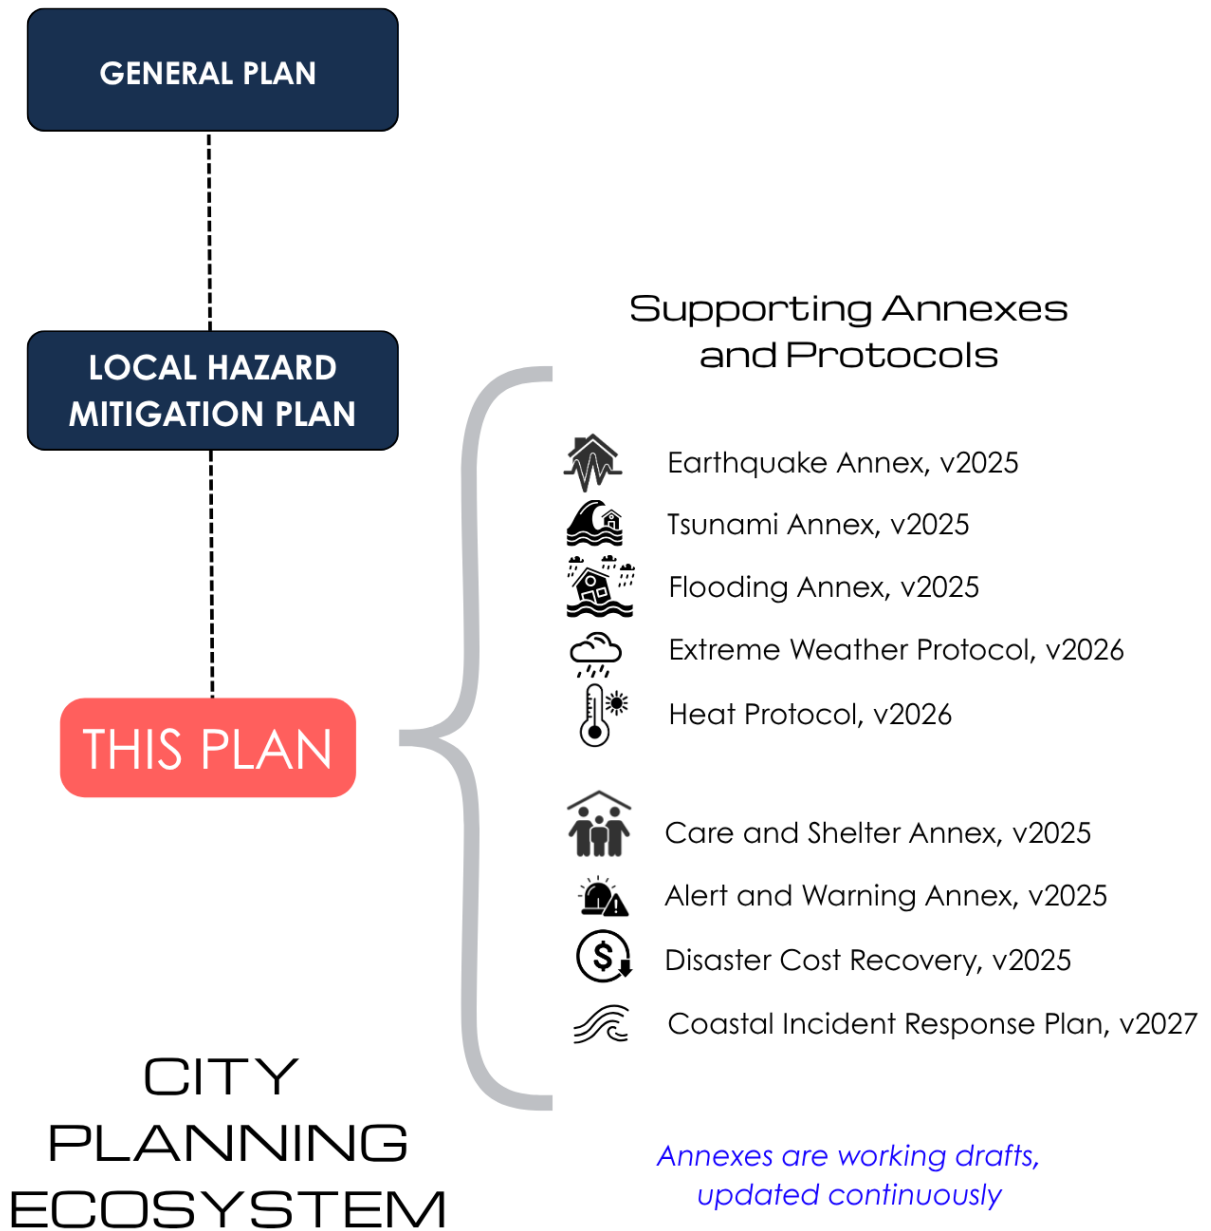 GENERAL PLAN
LOCAL HAZARD
MITIGATION PLAN
THIS PLAN
CITY
PLANNING
ECOSYSTEM
Supporting Annexes
and Protocols
Earthquake Annex, v2025
Tsunami Annex, v2025
Flooding Annex, v2025
Extreme Weather Protocol, v2026
Heat Protocol, v2026
Care and Shelter Annex, v2025
Alert and Warning Annex, v2025
$
Disaster Cost Recovery, v2025
Coastal Incident Response Plan, v2027
Annexes are working drafts,
updated continuously